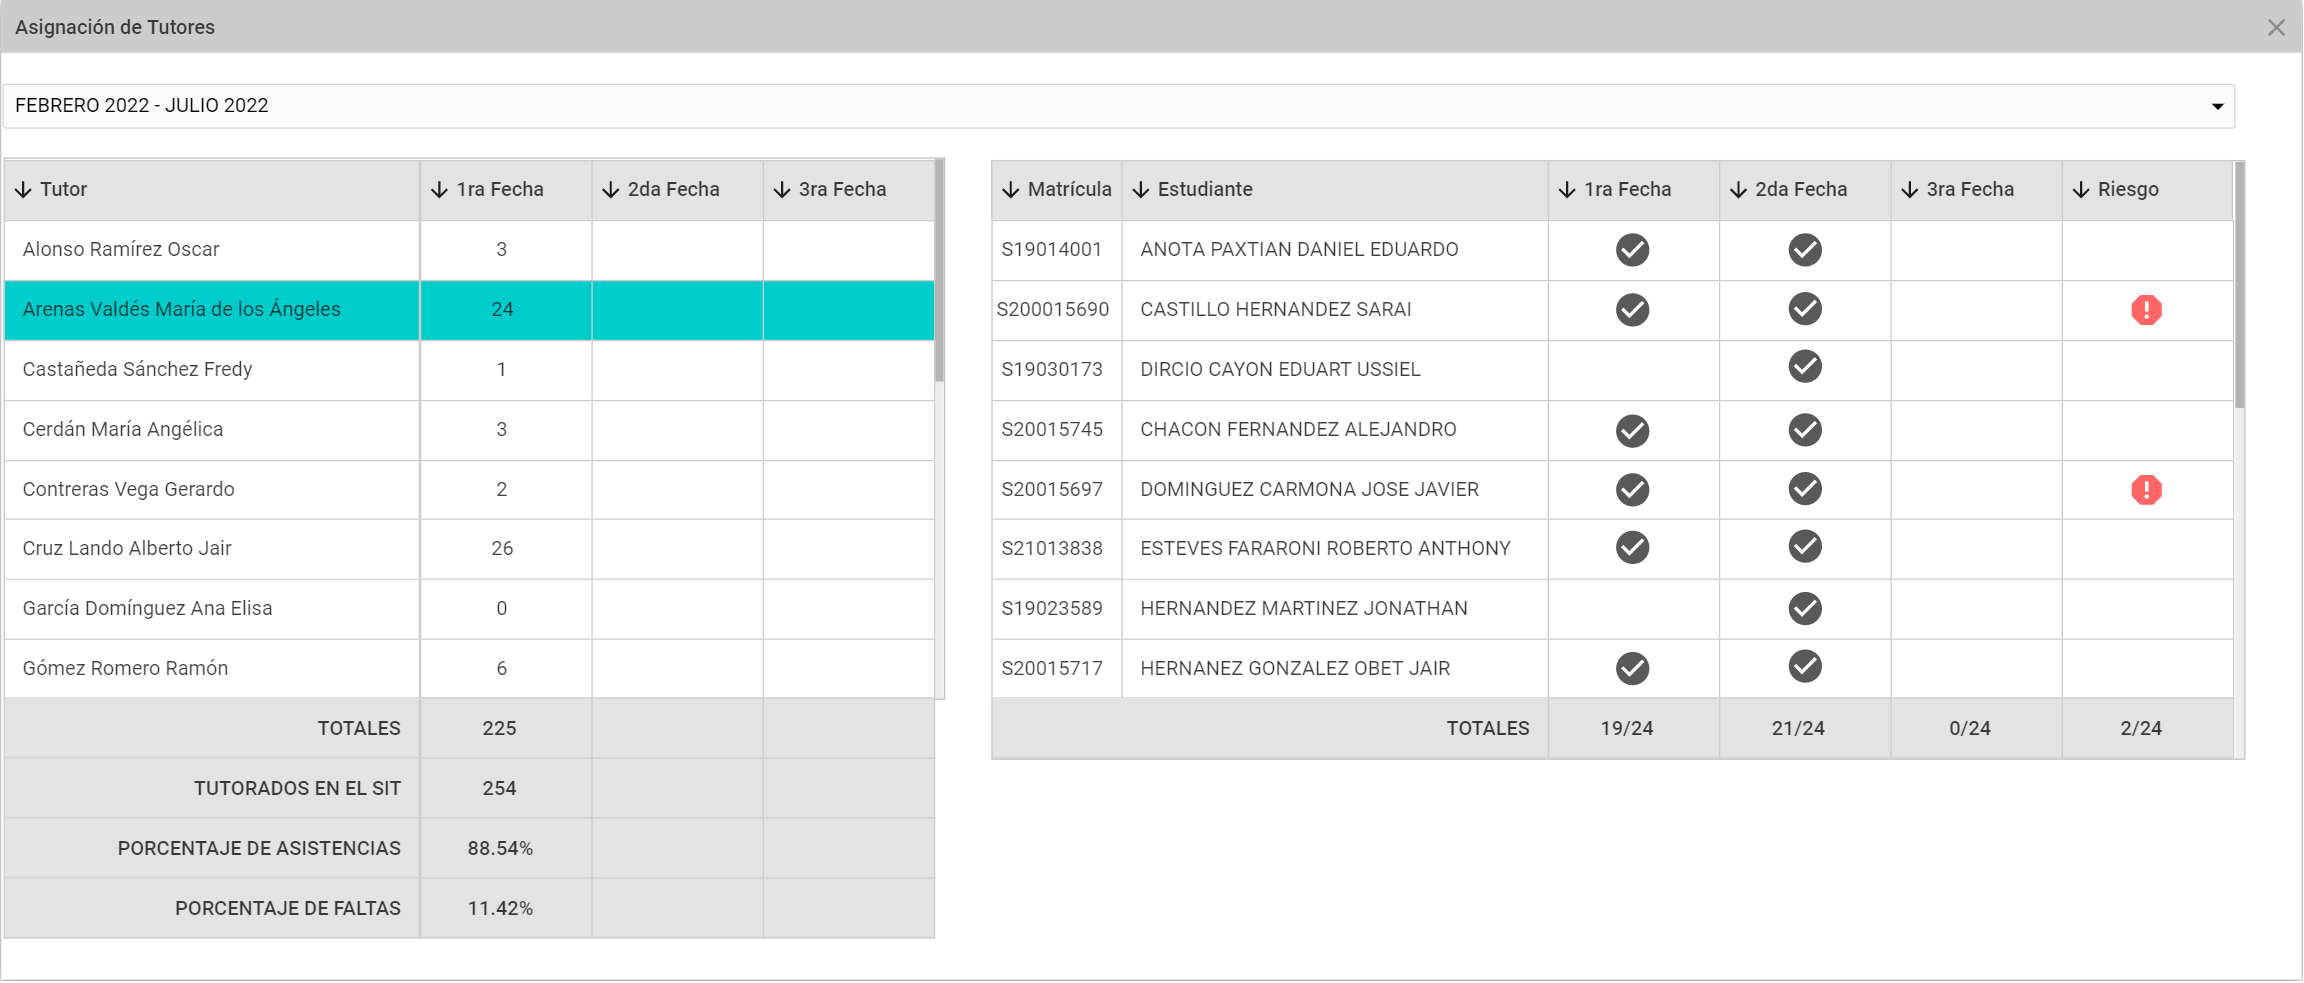 Asignación de Tutores
FEBRERO 2022 - JULIO 2022
Tutor 1ra Fecha 2da Fecha 3ra Fecha
Alonso Ramírez Oscar 3
Arenas Valdés María de los Ángeles 24
Castañeda Sánchez Fredy 1
Cerdán María Angélica 3
Contreras Vega Gerardo 2
Cruz Lando Alberto Jair 26
García Domínguez Ana Elisa 0
Gómez Romero Ramón 6
TOTALES 225
TUTORADOS EN EL SIT 254
PORCENTAJE DE ASISTENCIAS 88.54%
PORCENTAJE DE FALTAS 11.42%
Matrícula Estudiante 1ra Fecha 2da Fecha 3ra Fecha Riesgo
S19014001 ANOTA PAXTIAN DANIEL EDUARDO
S200015690 CASTILLO HERNANDEZ SARAI
S19030173 DIRCIO CAYON EDUART USSIEL
S20015745 CHACON FERNANDEZ ALEJANDRO
S20015697 DOMINGUEZ CARMONA JOSE JAVIER
S21013838 ESTEVES FARARONI ROBERTO ANTHONY
S19023589 HERNANDEZ MARTINEZ JONATHAN
S20015717 HERNANEZ GONZALEZ OBET JAIR
TOTALES 19/24 21/24 0/24 2/24